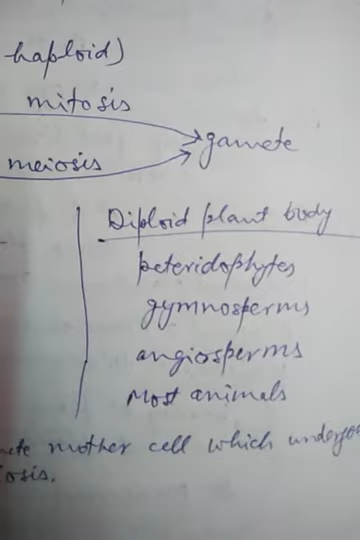 haploid)
mitosis
gamete
meiosis
Diploid plant body
peteridophytes
gymnosperms
angiosperms
Most animals
mother cell which